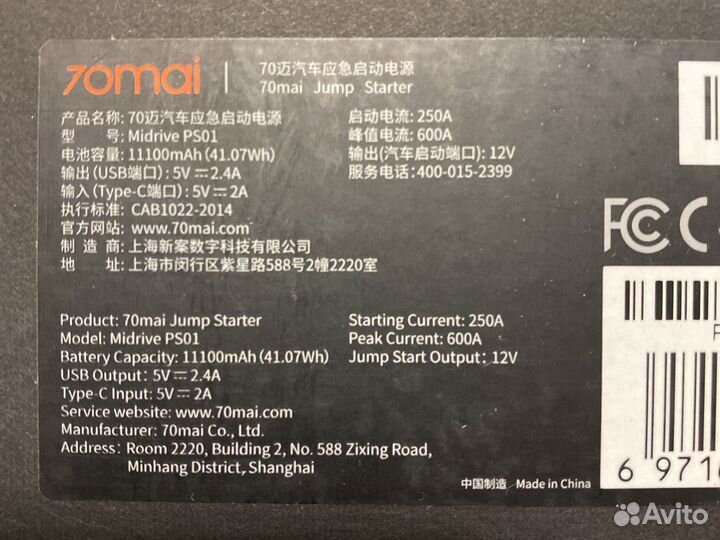 70mai
70迈汽车应急启动电源
70mai Jump Starter
产品名称: 70迈汽车应急启动电源
型 号: Midrive PS01
电池容量: 11100mAh (41.07Wh)
输出 (USB端口) : 5V⎓2.4A
输入 (Type-C端口) : 5V⎓2A
执行标准: CAB1022-2014
官方网站: www.70mai.com
制 造 商: 上海新案数字科技有限公司
地 址: 上海市闵行区紫星路588号2幢2220室
启动电流: 250A
峰值电流: 600A
输出(汽车启动端口): 12V
服务电话: 400-015-2399
FC C
Product: 70mai Jump Starter
Model: Midrive PS01
Battery Capacity: 11100mAh (41.07Wh)
USB Output: 5V⎓2.4A
Type-C Input: 5V⎓2A
Service website: www.70mai.com
Manufacturer: 70mai Co., Ltd.
Address: Room 2220, Building 2, No. 588 Zixing Road,
Minhang District, Shanghai
Starting Current: 250A
Peak Current: 600A
Jump Start Output: 12V
中国制造 Made in China
6 971
Avito